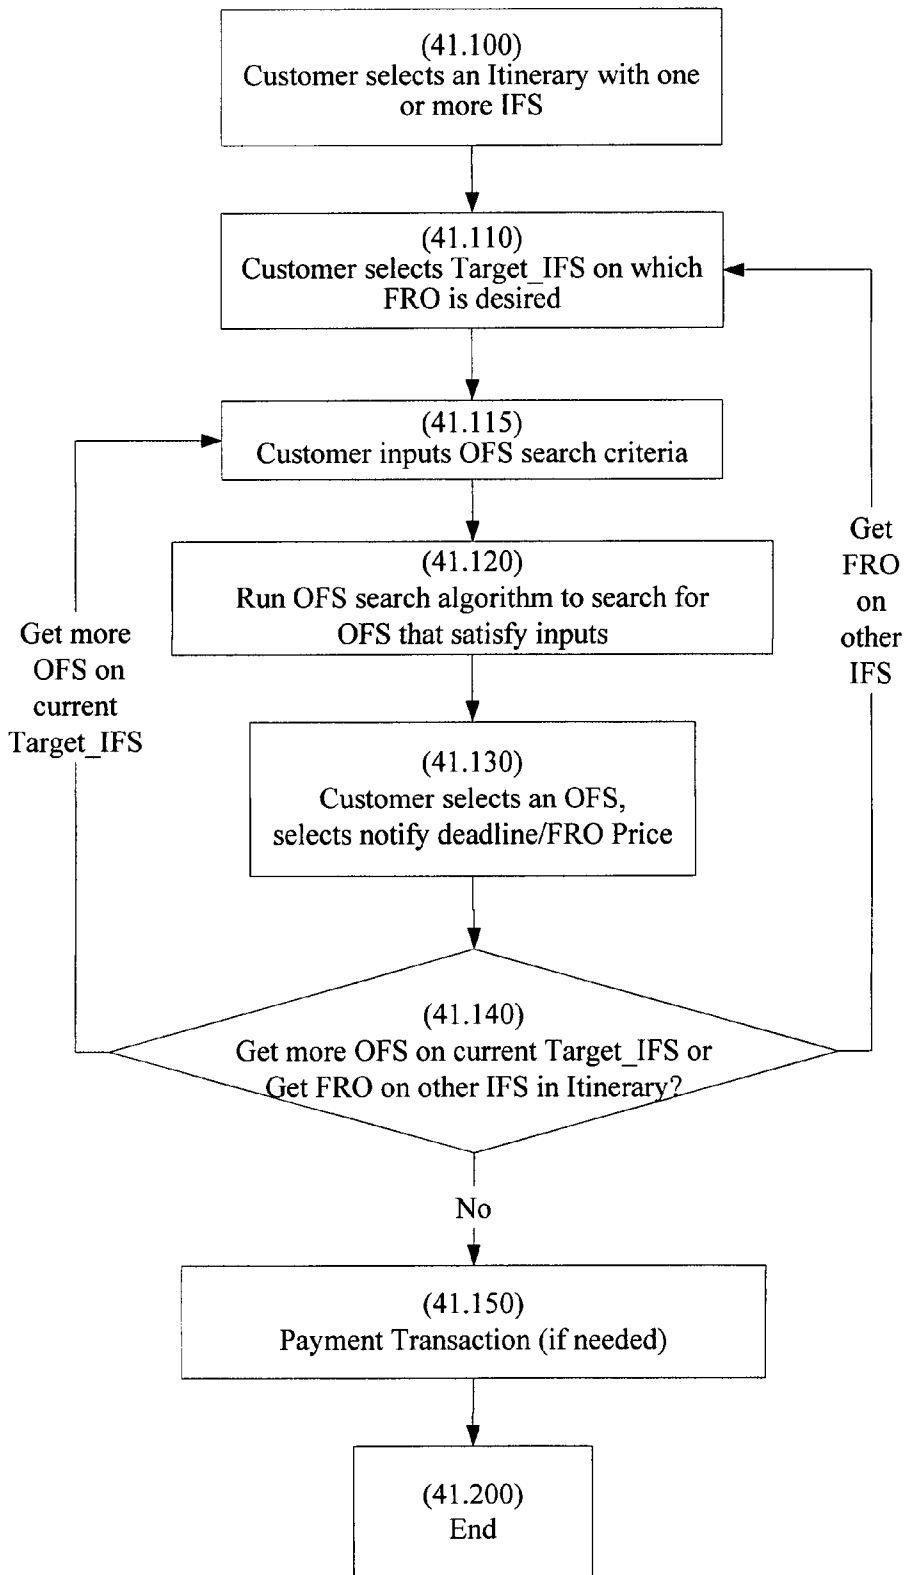 (41.100)
Customer selects an Itinerary with one
or more IFS
(41.110)
Customer selects Target_IFS on which
FRO is desired
(41.115)
Customer inputs OFS search criteria
(41.120)
Run OFS search algorithm to search for
OFS that satisfy inputs
Get more
OFS on
current
Target_IFS
Get
FRO
on
other
IFS
(41.130)
Customer selects an OFS,
selects notify deadline/FRO Price
(41.140)
Get more OFS on current Target_IFS or
Get FRO on other IFS in Itinerary?
No
(41.150)
Payment Transaction (if needed)
(41.200)
End